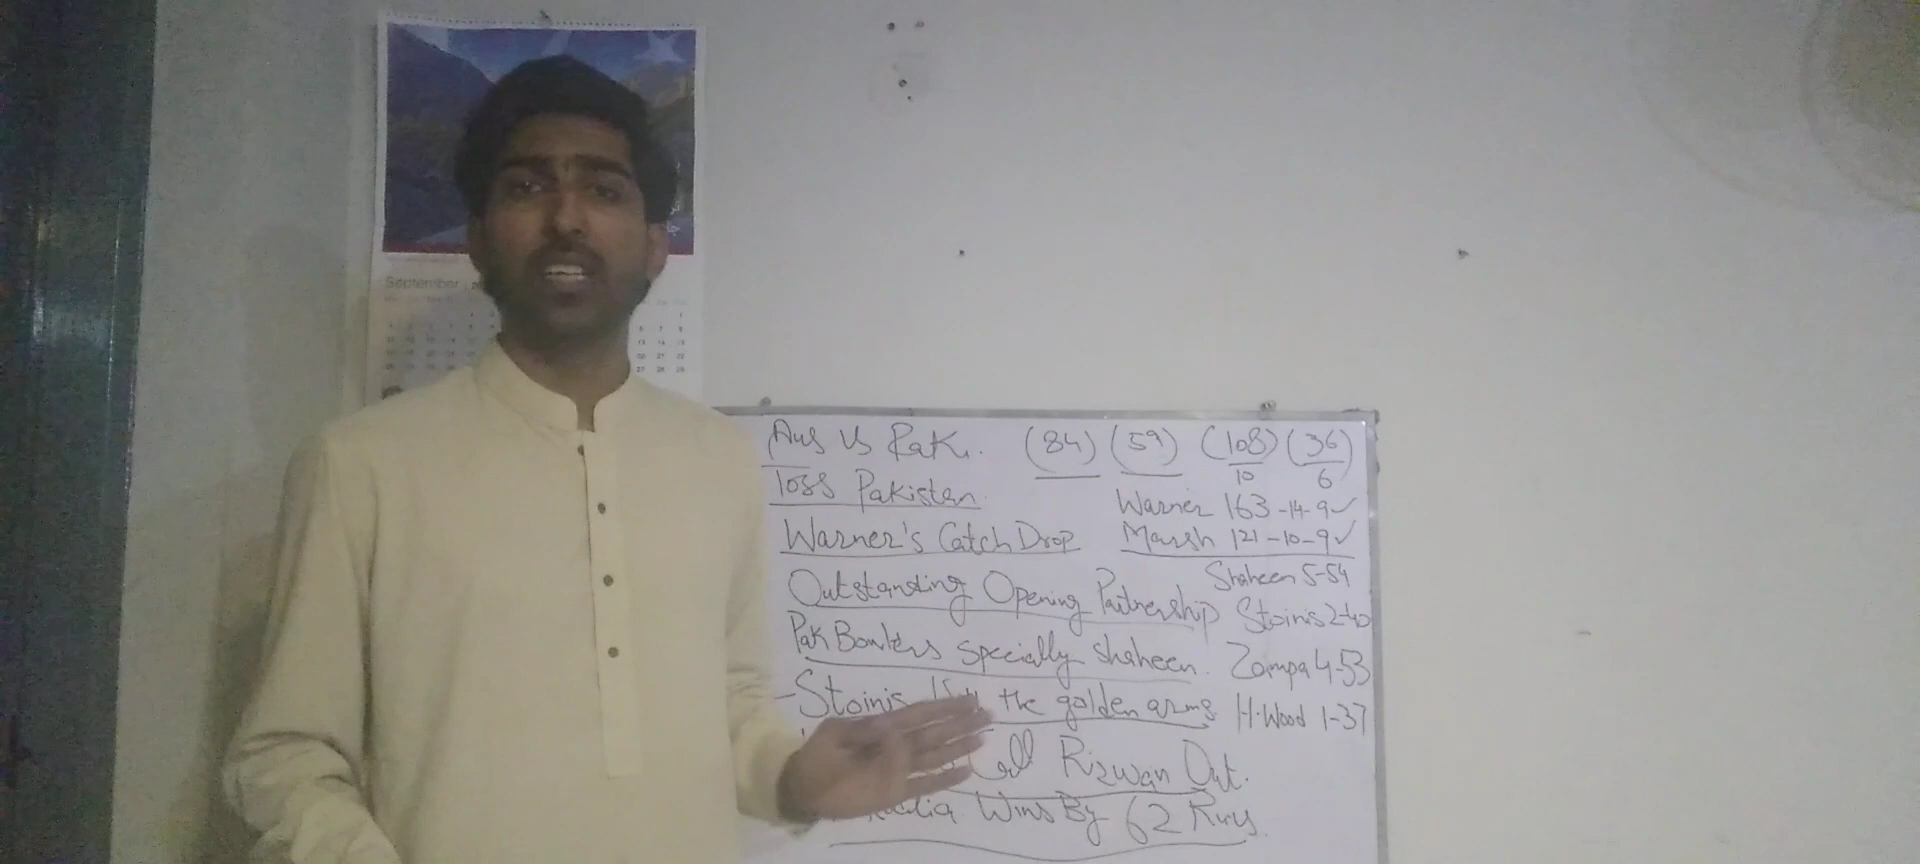 September
Aus vs Pak. (84) (59) (108) (36)
10 6
Toss Pakistan.
Warner 163-14-9✓
Warner's Catch Drop
Marsh 121-10-9✓
Shaheen 5-54
Outstanding Opening Partnership
Stoinis 2-40
Pak Bowlers specially shaheen.
Zampa 4-53
-Stoinis the golden arms
H.Wood 1-37
Call Rizwan Out.
Wins By 62 Runs.